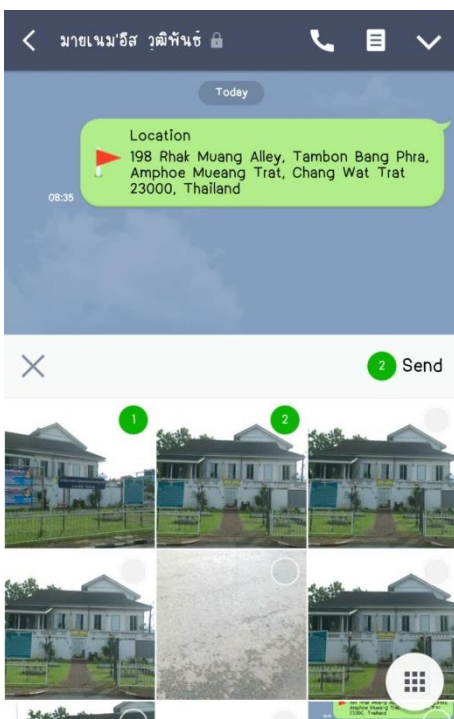 มายเนม'อีส วุฒิพันธ์
Today
Location
198 Rhak Muang Alley, Tambon Bang Phra,
Amphoe Mueang Trat, Chang Wat Trat
23000, Thailand
08:35
2 Send
1
2